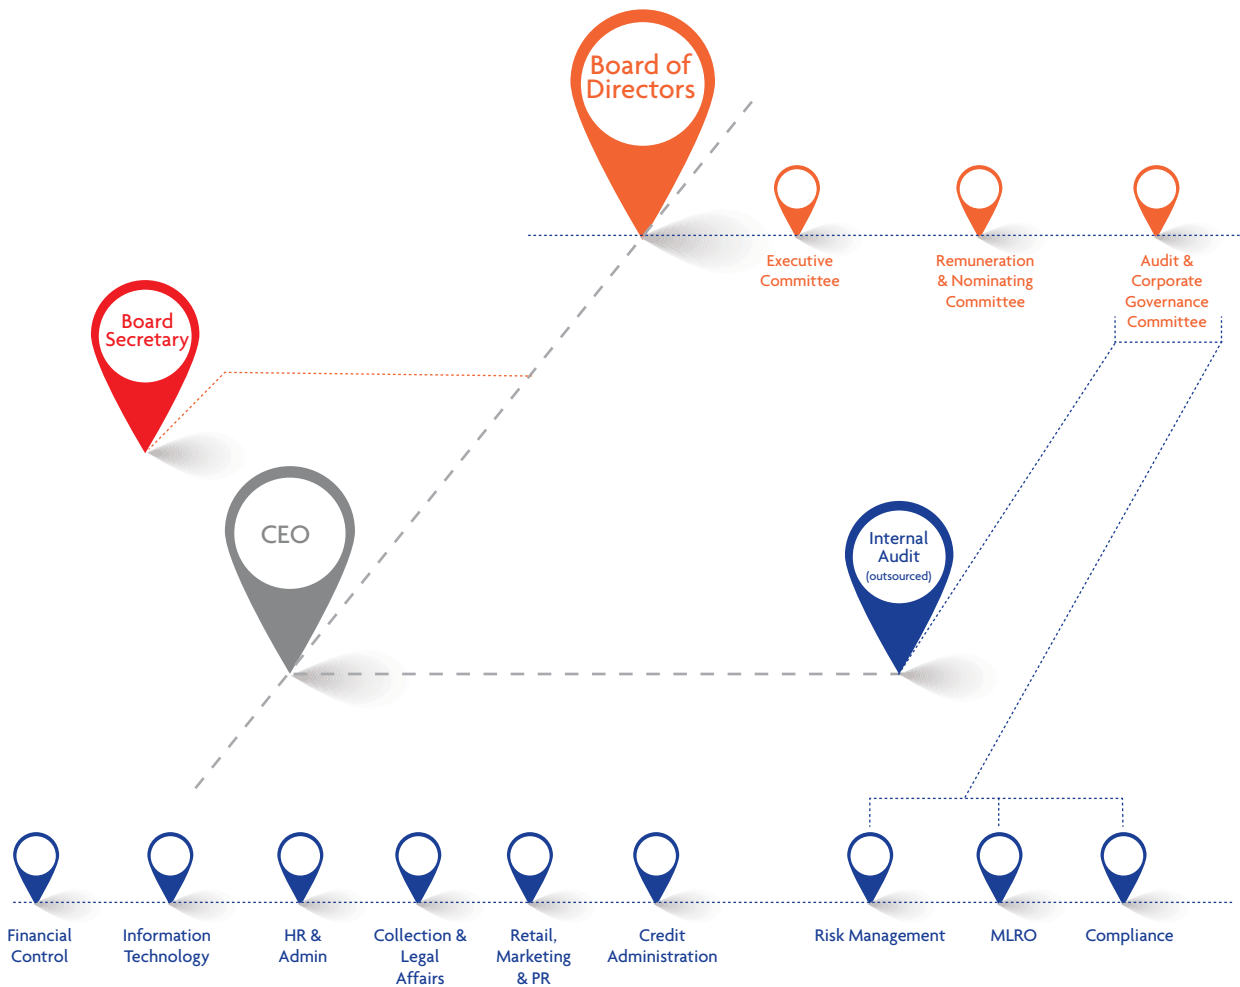 Board of
Directors
Executive
Committee
Remuneration
& Nominating
Committee
Audit &
Corporate
Governance
Committee
Board
Secretary
CEO
Internal
Audit
(outsourced)
Financial
Control
Information
Technology
HR &
Admin
Collection &
Legal
Affairs
Retail,
Marketing
& PR
Credit
Administration
Risk Management
MLRO
Compliance